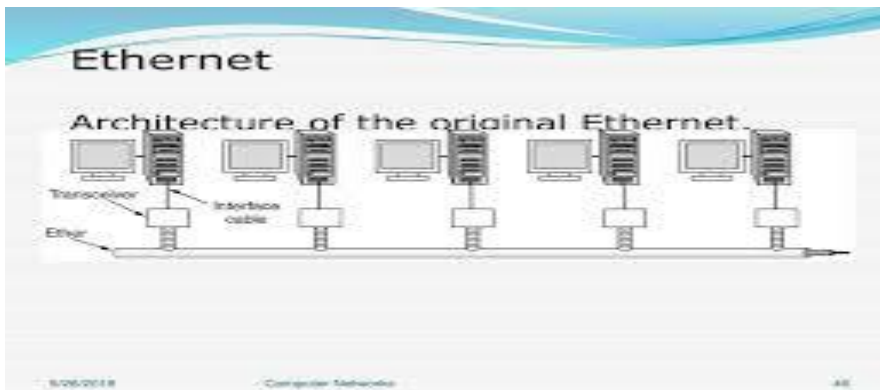 Ethernet
Architecture of the original Ethernet.
Transceiver
Interface
cable
Ether
Computer Networks